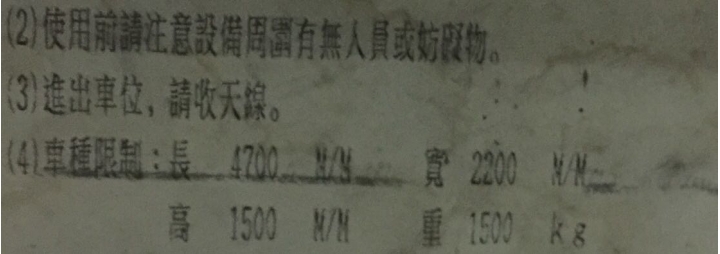 (2)使用前請注意設備周圍有無人員或妨礙物。
(3)進出車位，請收天線。
(4)車種限制：長 4700 M/M 寬 2200 M/M
高 1500 M/M 重 1500 kg